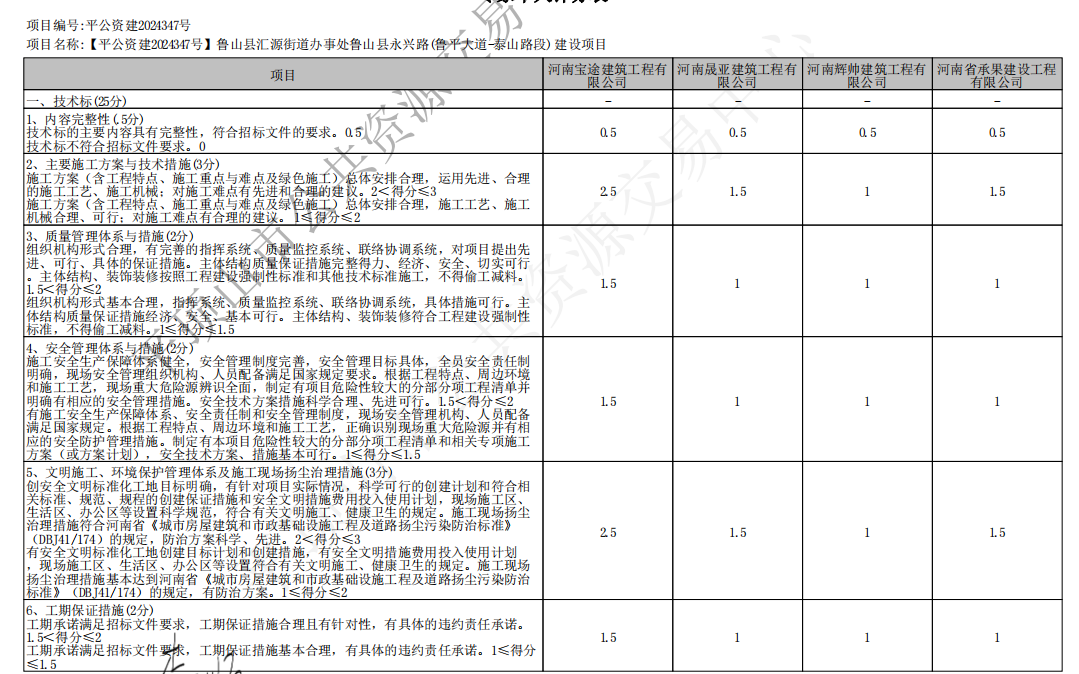 项目编号:平公资建2024347号
项目名称:【平公资建2024347号】鲁山县汇源街道办事处鲁山县永兴路(鲁平大道-泰山路段)建设项目
项目 河南宝途建筑工程有限公司 河南晟亚建筑工程有限公司 河南辉帅建筑工程有限公司 河南省承果建设工程有限公司
一、技术标(25分) - - - -
1、内容完整性(.5分)
技术标的主要内容具有完整性，符合招标文件的要求。0.5
技术标不符合招标文件要求。0
0.5 0.5 0.5 0.5
2、主要施工方案与技术措施(3分)
施工方案（含工程特点、施工重点与难点及绿色施工）总体安排合理，运用先进、合理
的施工工艺、施工机械；对施工难点有先进和合理的建议。2<得分≤3
施工方案（含工程特点、施工重点与难点及绿色施工）总体安排合理，施工工艺、施工
机械合理、可行；对施工难点有合理的建议。 1≤得分≤2
2.5 1.5 1 1.5
3、质量管理体系与措施(2分)
组织机构形式合理，有完善的指挥系统、质量监控系统、联络协调系统，对项目提出先
进、可行、具体的保证措施。主体结构质量保证措施完整得力、经济、安全、切实可行
。主体结构、装饰装修按照工程建设强制性标准和其他技术标准施工，不得偷工减料。
1.5<得分≤2
组织机构形式基本合理，指挥系统、质量监控系统、联络协调系统，具体措施可行。主
体结构质量保证措施经济、安全、基本可行。主体结构、装饰装修符合工程建设强制性
标准，不得偷工减料。1≤得分≤1.5
1.5 1 1 1
4、安全管理体系与措施(2分)
施工安全生产保障体系健全，安全管理制度完善，安全管理目标具体，全员安全责任制
明确，现场安全管理组织机构、人员配备满足国家规定要求。根据工程特点、周边环境
和施工工艺，现场重大危险源辨识全面，制定有项目危险性较大的分部分项工程清单并
明确有相应的安全管理措施。安全技术方案措施科学合理、先进可行。1.5<得分≤2
有施工安全生产保障体系、安全责任制和安全管理制度，现场安全管理机构、人员配备
满足国家规定。根据工程特点、周边环境和施工工艺，正确识别现场重大危险源并有相
应的安全防护管理措施。制定有本项目危险性较大的分部分项工程清单和相关专项施工
方案（或方案计划），安全技术方案、措施基本可行。1≤得分≤1.5
1.5 1 1 1
5、文明施工、环境保护管理体系及施工现场扬尘治理措施(3分)
创安全文明标准化工地目标明确，有针对项目实际情况，科学可行的创建计划和符合相
关标准、规范、规程的创建保证措施和安全文明措施费用投入使用计划，现场施工区、
生活区、办公区等设置科学规范，符合有关文明施工、健康卫生的规定。施工现场扬尘
治理措施符合河南省《城市房屋建筑和市政基础设施工程及道路扬尘污染防治标准》
（DBJ41/174）的规定，防治方案科学、先进。2<得分≤3
有安全文明标准化工地创建目标计划和创建措施，有安全文明措施费用投入使用计划
，现场施工区、生活区、办公区等设置符合有关文明施工、健康卫生的规定。施工现场
扬尘治理措施基本达到河南省《城市房屋建筑和市政基础设施工程及道路扬尘污染防治
标准》（DBJ41/174）的规定，有防治方案。1≤得分≤2
2.5 1.5 1 1.5
6、工期保证措施(2分)
工期承诺满足招标文件要求，工期保证措施合理且有针对性，有具体的违约责任承诺。
1.5<得分≤2
工期承诺满足招标文件要求，工期保证措施基本合理，有具体的违约责任承诺。1≤得分
≤1.5
1.5 1 1 1